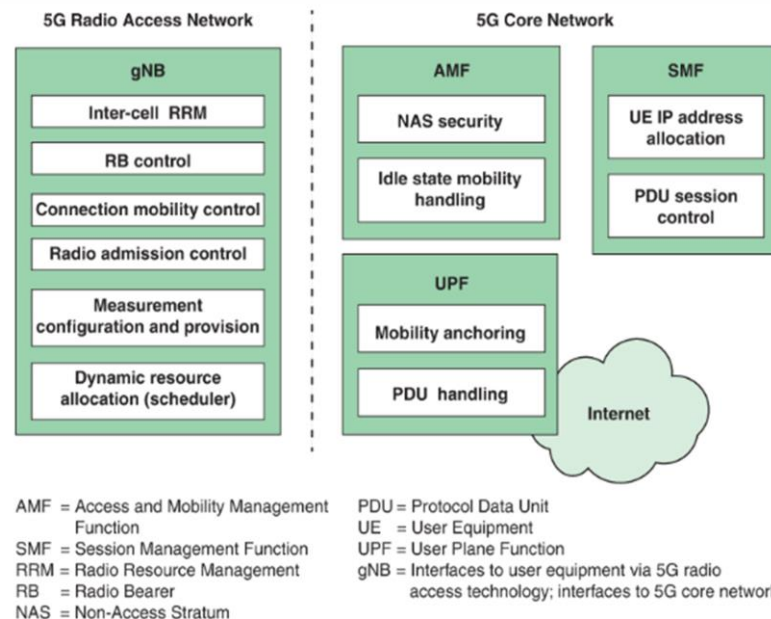 5G Radio Access Network
5G Core Network
gNB
Inter-cell RRM
RB control
Connection mobility control
Radio admission control
Measurement
configuration and provision
Dynamic resource
allocation (scheduler)
AMF
NAS security
Idle state mobility
handling
SMF
UE IP address
allocation
PDU session
control
UPF
Mobility anchoring
PDU handling
Internet
AMF = Access and Mobility Management
Function
SMF = Session Management Function
RRM = Radio Resource Management
RB = Radio Bearer
NAS = Non-Access Stratum
PDU = Protocol Data Unit
UE = User Equipment
UPF = User Plane Function
gNB = Interfaces to user equipment via 5G radio
access technology; interfaces to 5G core network